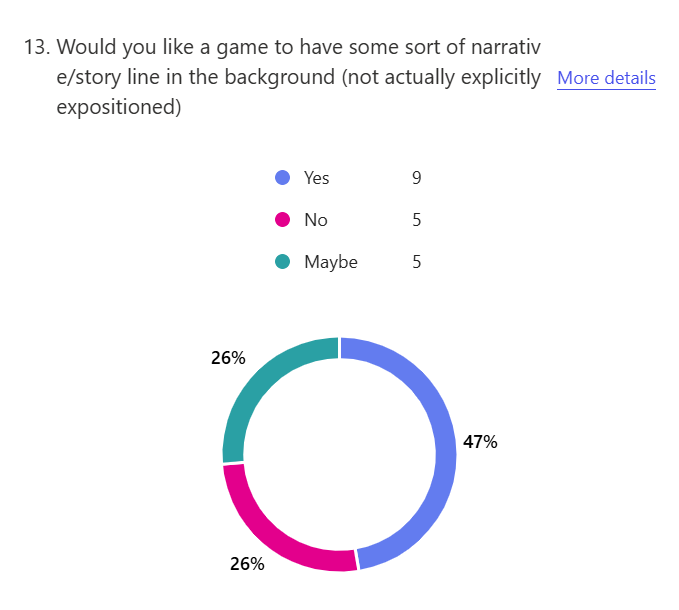 13. Would you like a game to have some sort of narrativ
e/story line in the background (not actually explicitly
More details
expositioned)
Yes 9
No 5
Maybe 5
26%
47%
26%